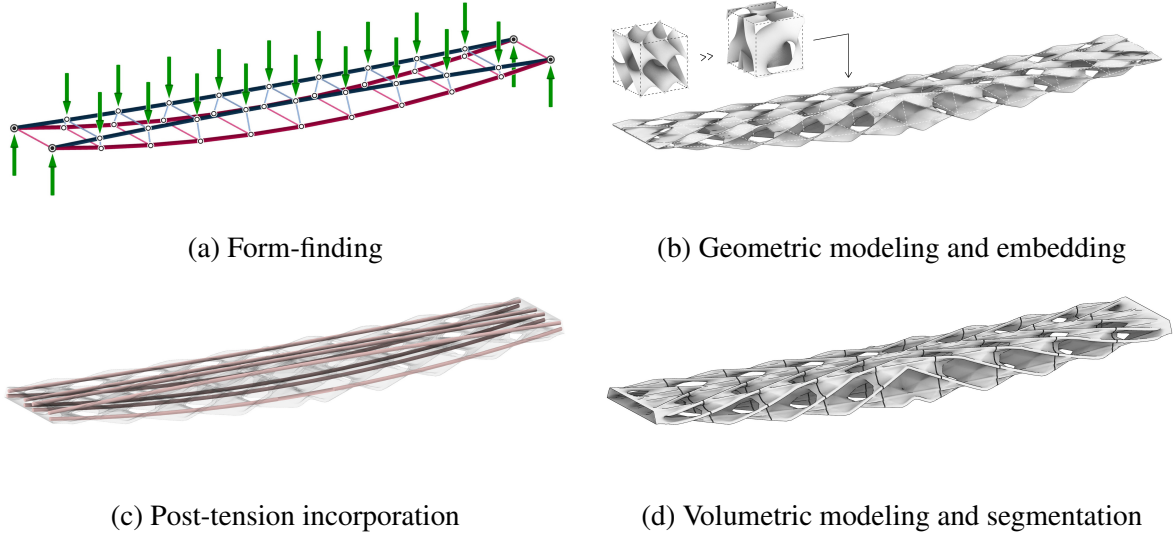 >>
(a) Form-finding
(b) Geometric modeling and embedding
(c) Post-tension incorporation
(d) Volumetric modeling and segmentation